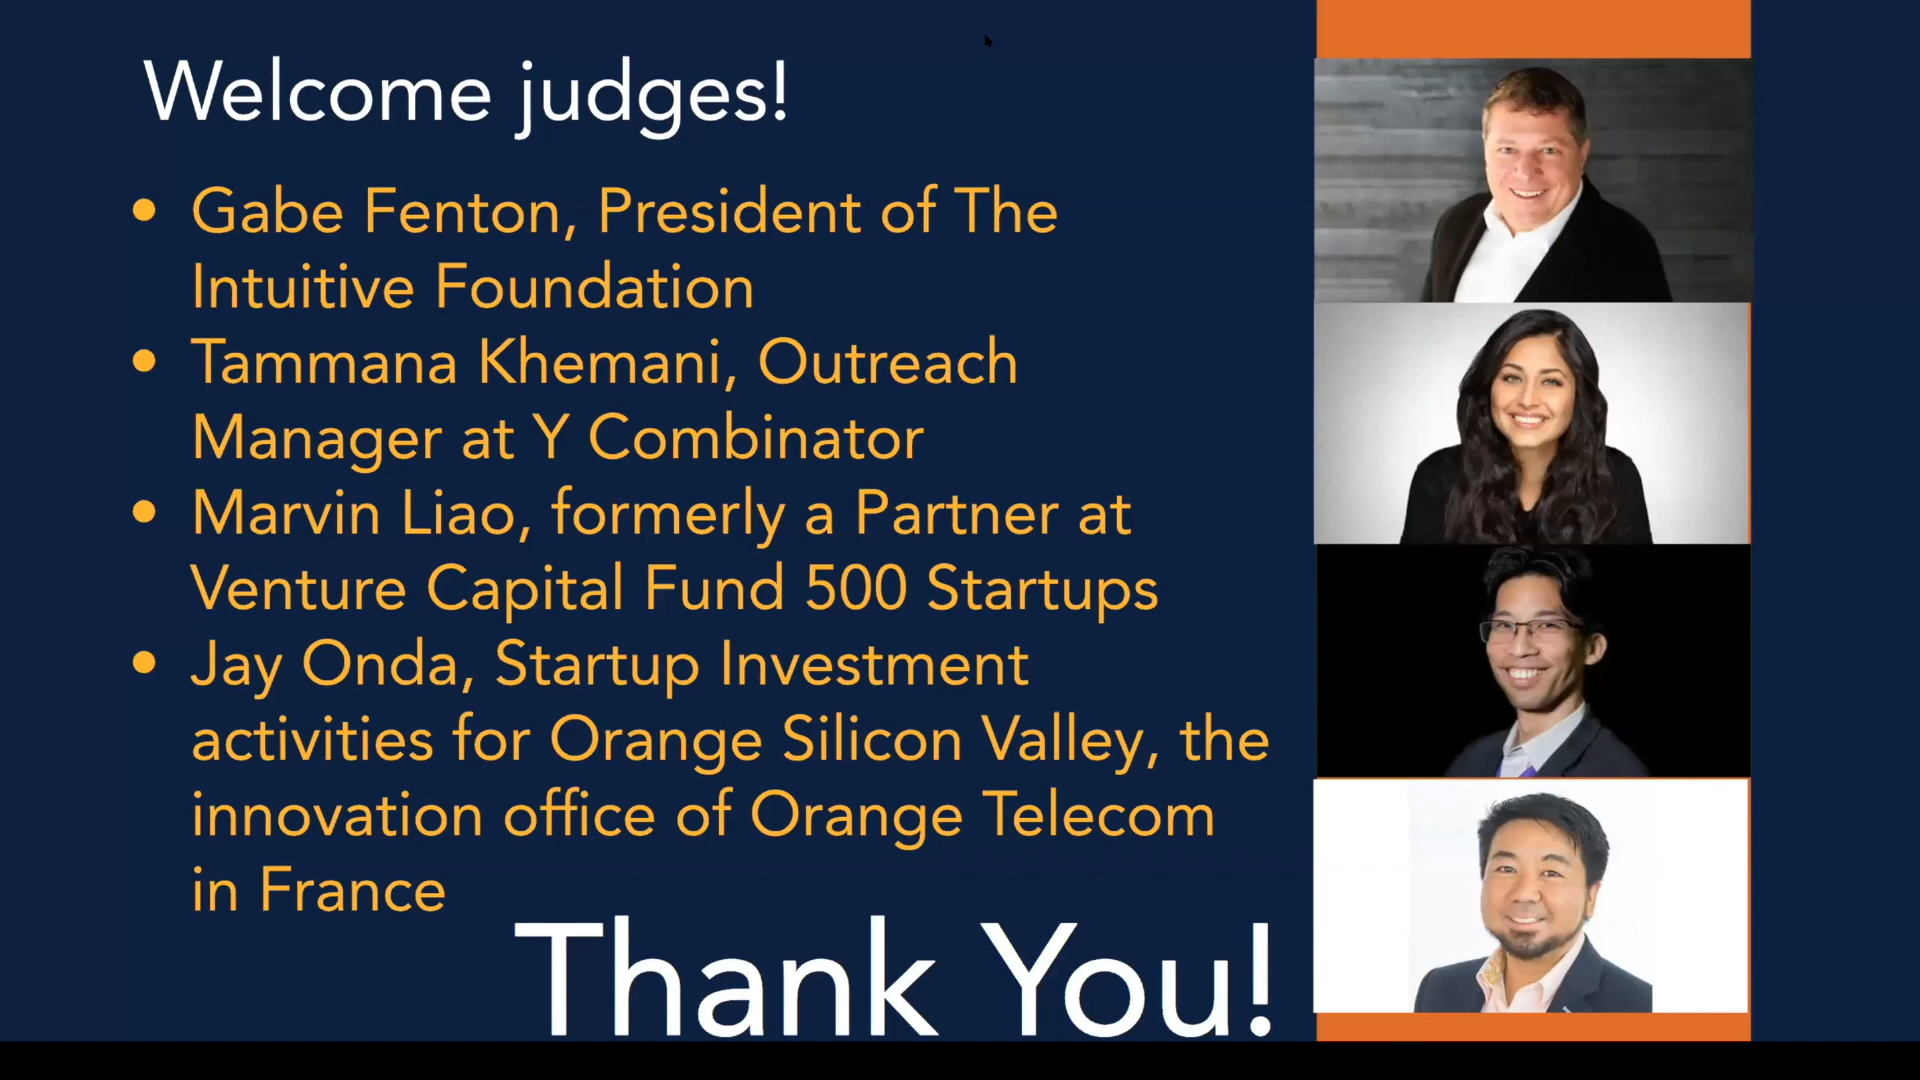 Welcome judges!
• Gabe Fenton, President of The
Intuitive Foundation
• Tammana Khemani, Outreach
Manager at Y Combinator
• Marvin Liao, formerly a Partner at
Venture Capital Fund 500 Startups
• Jay Onda, Startup Investment
activities for Orange Silicon Valley, the
innovation office of Orange Telecom
in France
Thank You!